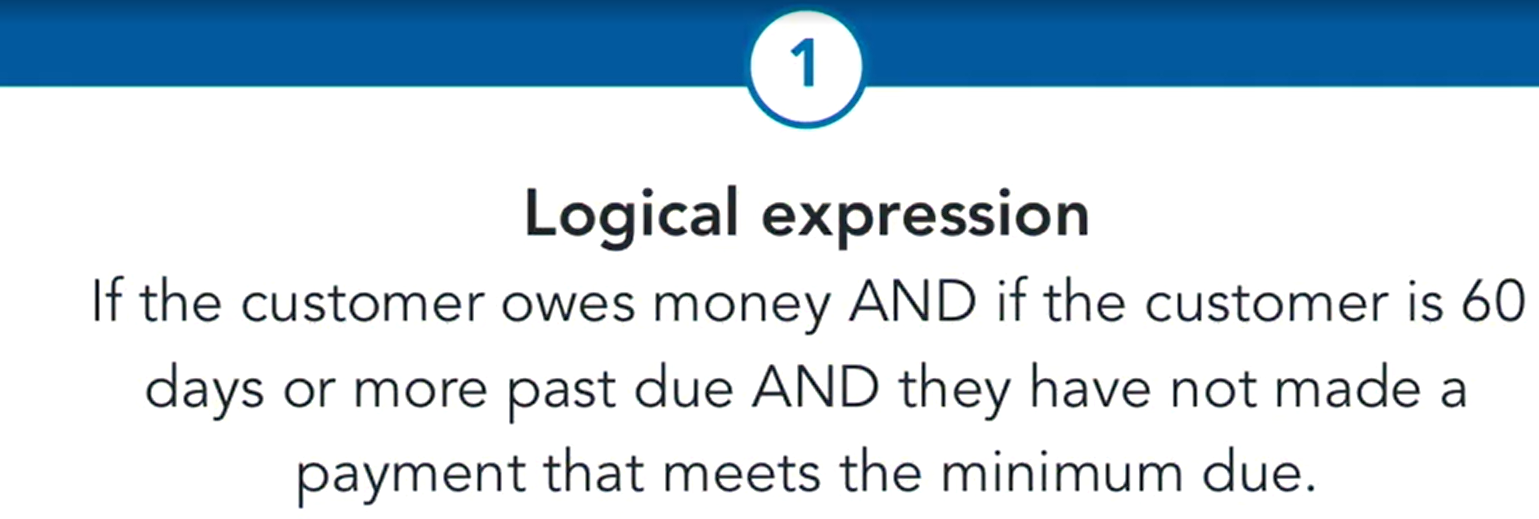 1
Logical expression
If the customer owes money AND if the customer is 60
days or more past due AND they have not made a
payment that meets the minimum due.